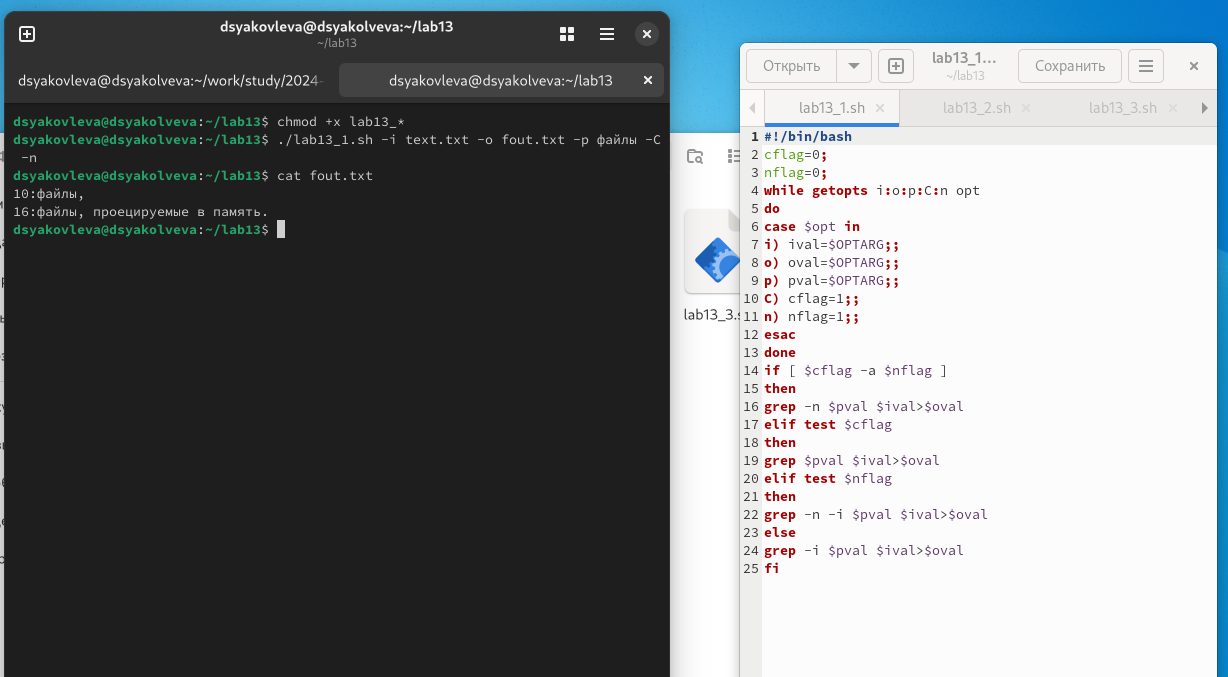 dsyakovleva@dsyakolveva:~/lab13
~/lab13
dsyakovleva@dsyakolveva:~/work/study/2024-
dsyakovleva@dsyakolveva:~/lab13
dsyakovleva@dsyakolveva:~/lab13$ chmod +x lab13_*
dsyakovleva@dsyakolveva:~/lab13$ ./lab13_1.sh -i text.txt -o fout.txt -p файлы -C
-n
dsyakovleva@dsyakolveva:~/lab13$ cat fout.txt
10:файлы,
16:файлы, проецируемые в память.
dsyakovleva@dsyakolveva:~/lab13$
lab13_3.s
Открыть
lab13_1...
~/lab13
Сохранить
lab13_1.sh
lab13_2.sh
lab13_3.sh
1 #!/bin/bash
2 cflag=0;
3 nflag=0;
4 while getopts i:o:p:C:n opt
5 do
6 case $opt in
7 i) ival=$OPTARG;;
8 o) oval=$OPTARG;;
9 p) pval=$OPTARG;;
10 C) cflag=1;;
11 n) nflag=1;;
12 esac
13 done
14 if [ $cflag -a $nflag ]
15 then
16 grep -n $pval $ival>$oval
17 elif test $cflag
18 then
19 grep $pval $ival>$oval
20 elif test $nflag
21 then
22 grep -n -i $pval $ival>$oval
23 else
24 grep -i $pval $ival>$oval
25 fi